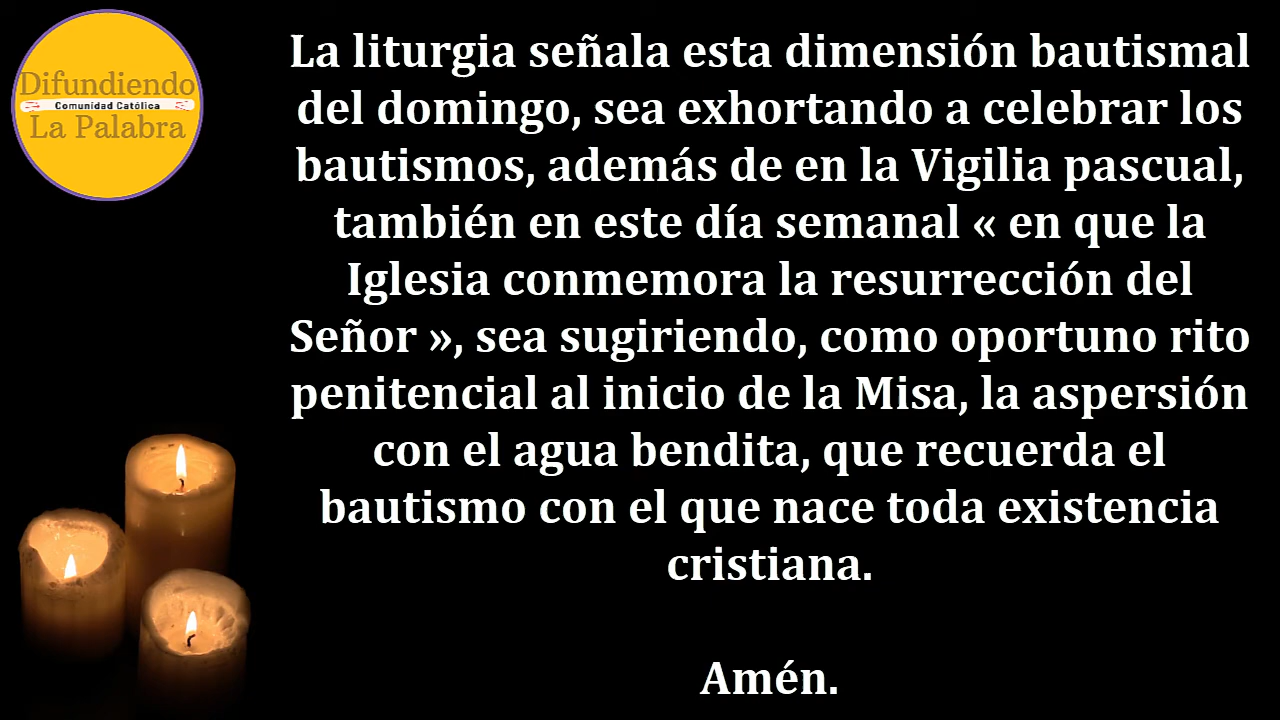 Difundiendo
Comunidad Católica
La Palabra
La liturgia señala esta dimensión bautismal
del domingo, sea exhortando a celebrar los
bautismos, además de en la Vigilia pascual,
también en este día semanal « en que la
Iglesia conmemora la resurrección del
Señor », sea sugiriendo, como oportuno rito
penitencial al inicio de la Misa, la aspersión
con el agua bendita, que recuerda el
bautismo con el que nace toda existencia
cristiana.
Amén.